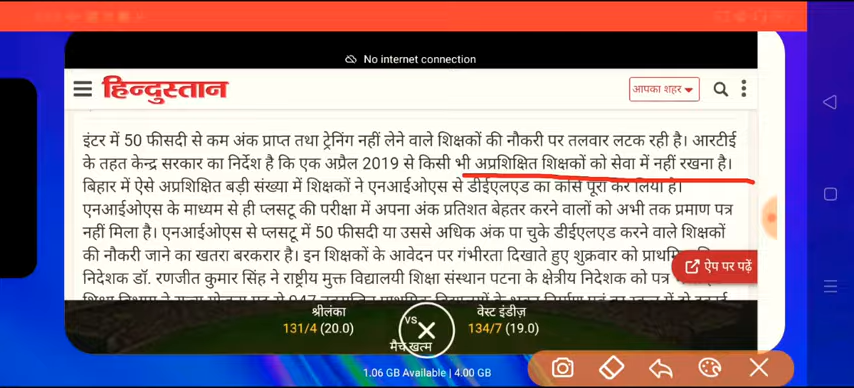 No internet connection
हिन्दुस्तान
आपका शहर
इंटर में 50 फीसदी से कम अंक प्राप्त तथा ट्रेनिंग नहीं लेने वाले शिक्षकों की नौकरी पर तलवार लटक रही है। आरटीई
के तहत केन्द्र सरकार का निर्देश है कि एक अप्रैल 2019 से किसी भी अप्रशिक्षित शिक्षकों को सेवा में नहीं रखना है।
बिहार में ऐसे अप्रशिक्षित बड़ी संख्या में शिक्षकों ने एनआईओएस से डीईएलएड का कोर्स पूरा कर लिया है।
एनआईओएस के माध्यम से ही प्लसटू की परीक्षा में अपना अंक प्रतिशत बेहतर करने वालों को अभी तक प्रमाण पत्र
नहीं मिला है। एनआईओएस से प्लसटू में 50 फीसदी या उससे अधिक अंक पा चुके डीईएलएड करने वाले शिक्षकों
की नौकरी जाने का खतरा बरकरार है। इन शिक्षकों के आवेदन पर गंभीरता दिखाते हुए शुक्रवार को
निदेशक डॉ. रणजीत कुमार सिंह ने राष्ट्रीय मुक्त विद्यालयी शिक्षा संस्थान पटना के क्षेत्रीय निदेशक को पत्र
ऐप पर पढ़ें
श्रीलंका VS वेस्ट इंडीज़
131/4 (20.0) 134/7 (19.0)
मैच खत्म
1.06 GB Available | 4.00 GB